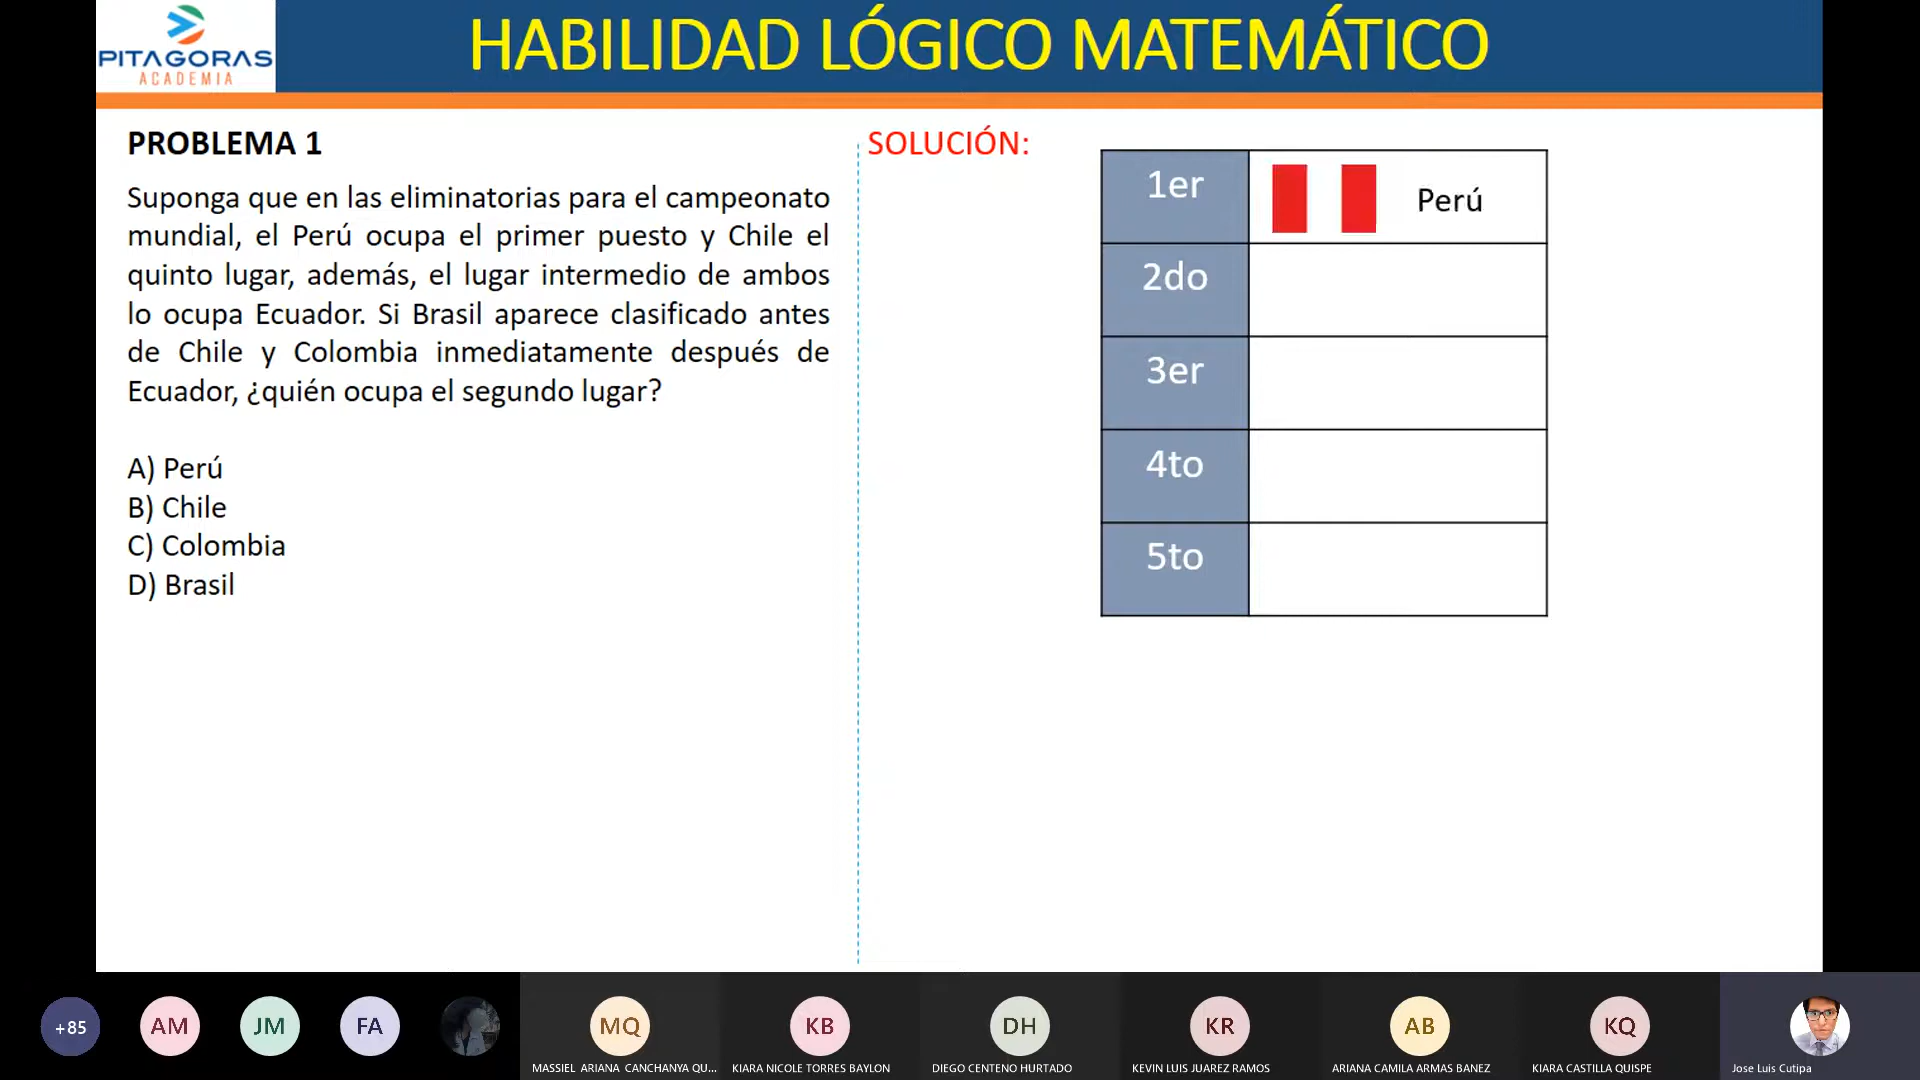 PITAGORAS
ACADEMIA
HABILIDAD LÓGICO MATEMÁTICO
PROBLEMA 1
Suponga que en las eliminatorias para el campeonato
mundial, el Perú ocupa el primer puesto y Chile el
quinto lugar, además, el lugar intermedio de ambos
lo ocupa Ecuador. Si Brasil aparece clasificado antes
de Chile y Colombia inmediatamente después de
Ecuador, ¿quién ocupa el segundo lugar?
A) Perú
B) Chile
C) Colombia
D) Brasil
SOLUCIÓN:
1er Perú
2do
3er
4to
5to
+85
AM
JM
FA
MQ
KB
DH
KR
AB
KQ
MASSIEL ARIANA CANCHANYA QU...
KIARA NICOLE TORRES BAYLON
DIEGO CENTENO HURTADO
KEVIN LUIS JUAREZ RAMOS
ARIANA CAMILA ARMAS BANEZ
KIARA CASTILLA QUISPE
Jose Luis Cutipa